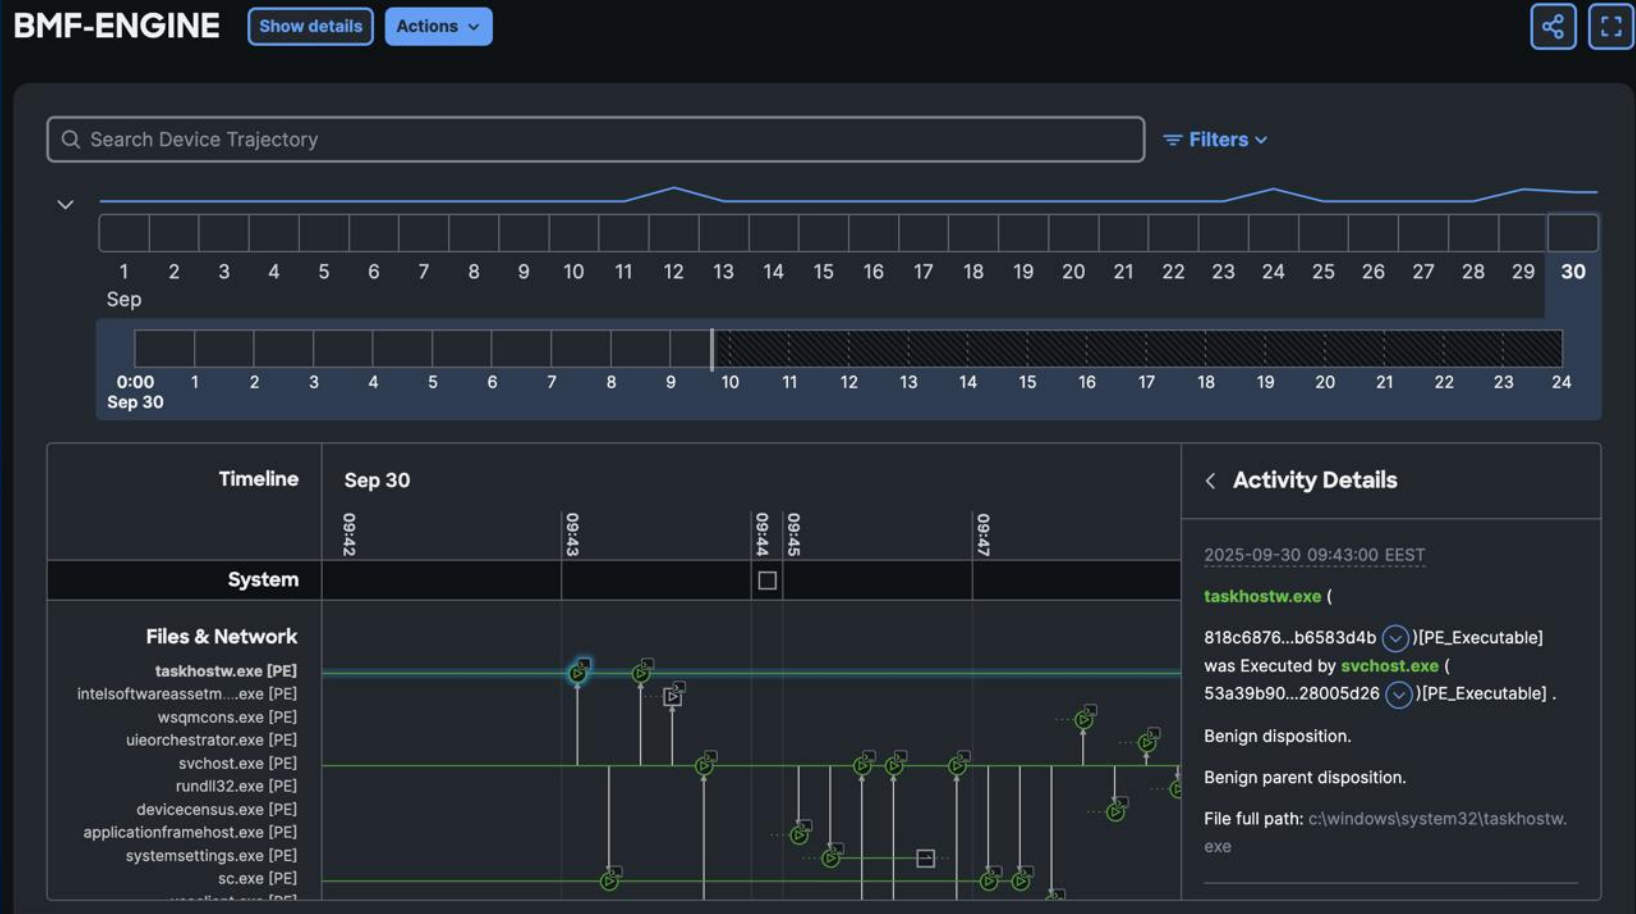 BMF-ENGINE
Show details
Actions
Search Device Trajectory
Filters
1 2 3 4 5 6 7 8 9 10 11 12 13 14 15 16 17 18 19 20 21 22 23 24 25 26 27 28 29 30
Sep
0:00 1 2 3 4 5 6 7 8 9 10 11 12 13 14 15 16 17 18 19 20 21 22 23 24
Sep 30
Timeline
Sep 30
09:42
09:43
09:44
09:45
09:47
System
Files & Network
taskhostw.exe [PE]
intelsoftwareassetm....exe [PE]
wsqmcons.exe [PE]
uieorchestrator.exe [PE]
svchost.exe [PE]
rundll32.exe [PE]
devicecensus.exe [PE]
applicationframehost.exe [PE]
systemsettings.exe [PE]
sc.exe [PE]
Activity Details
2025-09-30 09:43:00 EEST
taskhostw.exe (
818c6876...b6583d4b )[PE_Executable]
was Executed by svchost.exe (
53a39b90...28005d26 )[PE_Executable] .
Benign disposition.
Benign parent disposition.
File full path: c:\windows\system32\taskhostw.
exe